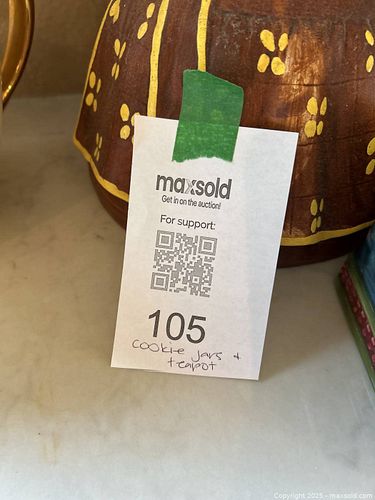 maxsold
Get in on the auction!
For support:
105
cookie jars +
teapot
Copyright 2025 - maxsold.com